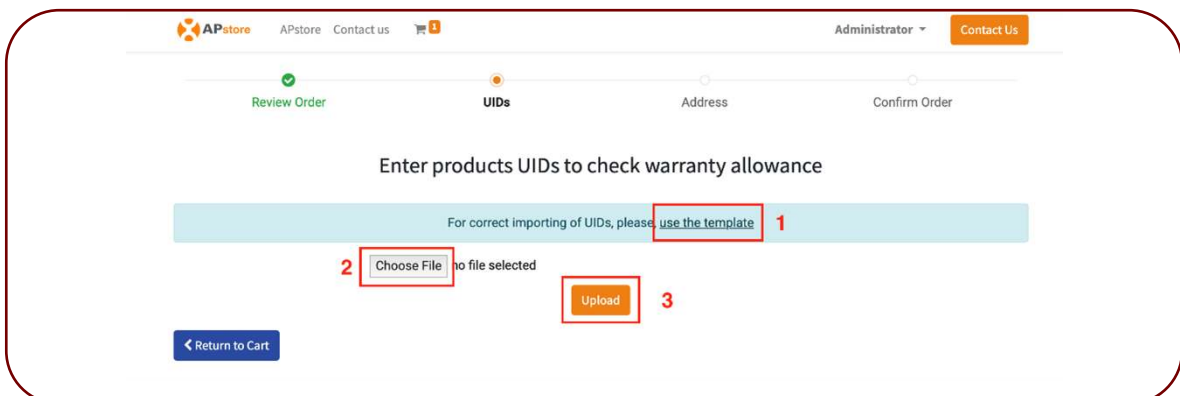 APstore APstore Contact us 1 Administrator Contact Us
Review Order UIDs Address Confirm Order
Enter products UIDs to check warranty allowance
For correct importing of UIDs, please, use the template 1
2 Choose File no file selected
Upload 3
Return to Cart